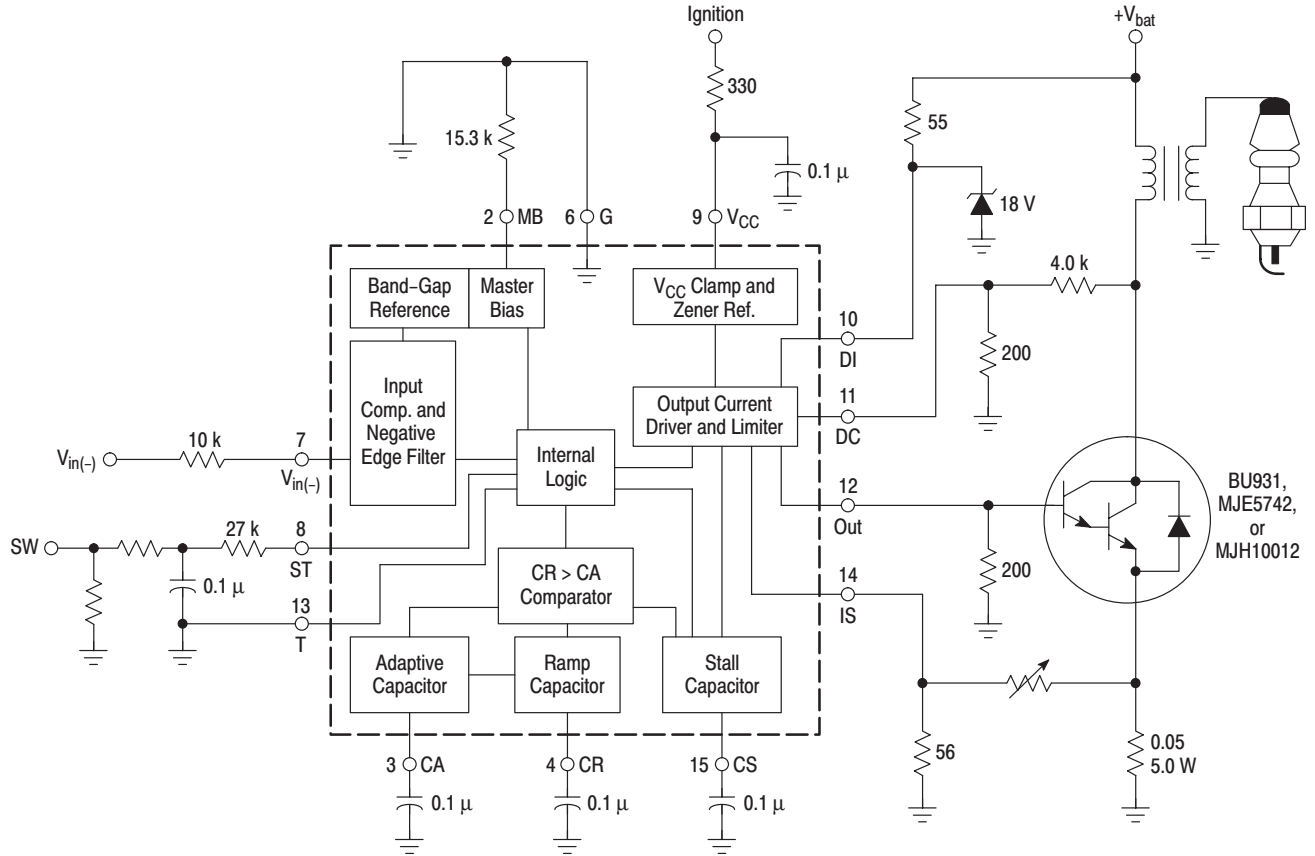 Ignition
+Vbat
330
55
15.3 k
0.1 µ
18 V
2 MB
6 G
9 VCC
4.0 k
Band–Gap
Reference
Master
Bias
VCC Clamp and
Zener Ref.
10
DI
200
Input
Comp. and
Negative
Edge Filter
Output Current
Driver and Limiter
11
DC
Vin(–)
10 k
7
Vin(–)
Internal
Logic
12
Out
BU931,
MJE5742,
or
MJH10012
SW
27 k
8
ST
0.1 µ
200
13
T
CR > CA
Comparator
14
IS
Adaptive
Capacitor
Ramp
Capacitor
Stall
Capacitor
56
0.05
5.0 W
3 CA
4 CR
15 CS
0.1 µ
0.1 µ
0.1 µ